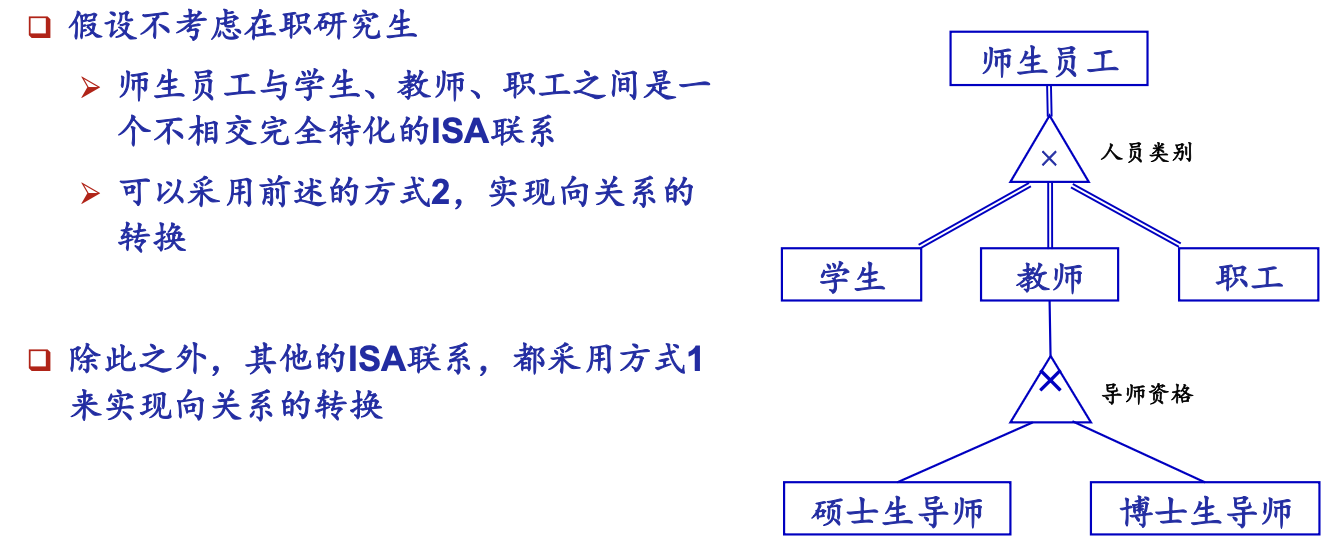 假设不考虑在职研究生
师生员工与学生、教师、职工之间是一
个不相交完全特化的ISA联系
可以采用前述的方式2，实现向关系的
转换
除此之外，其他的ISA联系，都采用方式1
来实现向关系的转换
师生员工
×
人员类别
学生
教师
职工
×
导师资格
硕士生导师
博士生导师